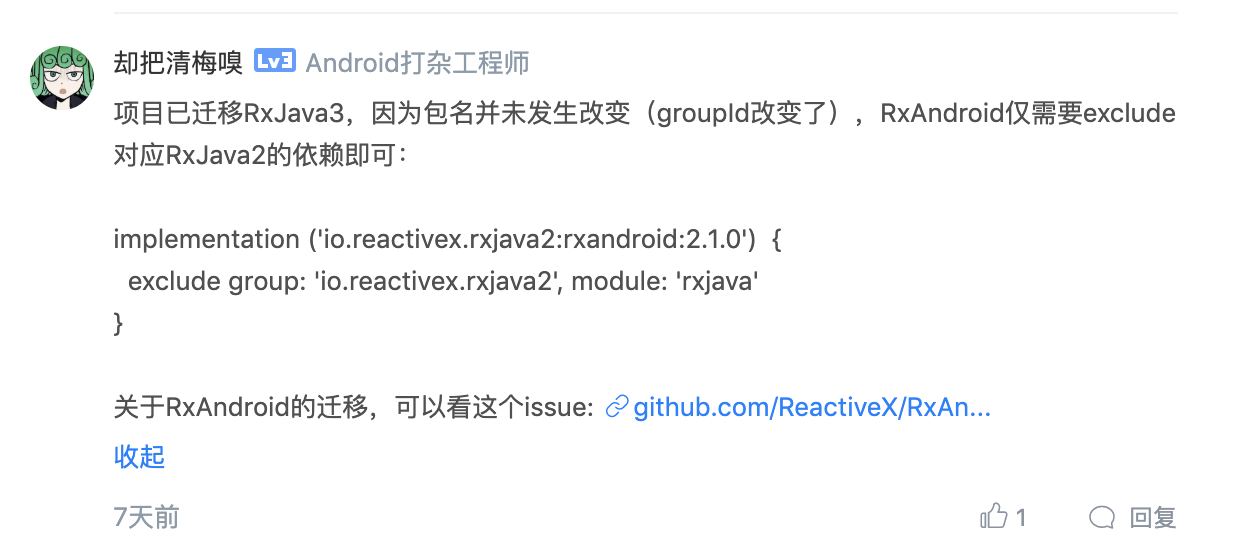 却把清梅嗅 Lv3 Android打杂工程师
项目已迁移RxJava3，因为包名并未发生改变（groupId改变了），RxAndroid仅需要exclude
对应RxJava2的依赖即可：
implementation ('io.reactivex.rxjava2:rxandroid:2.1.0') {
exclude group: 'io.reactivex.rxjava2', module: 'rxjava'
}
关于RxAndroid的迁移，可以看这个issue: github.com/ReactiveX/RxAn...
收起
7天前 1 回复